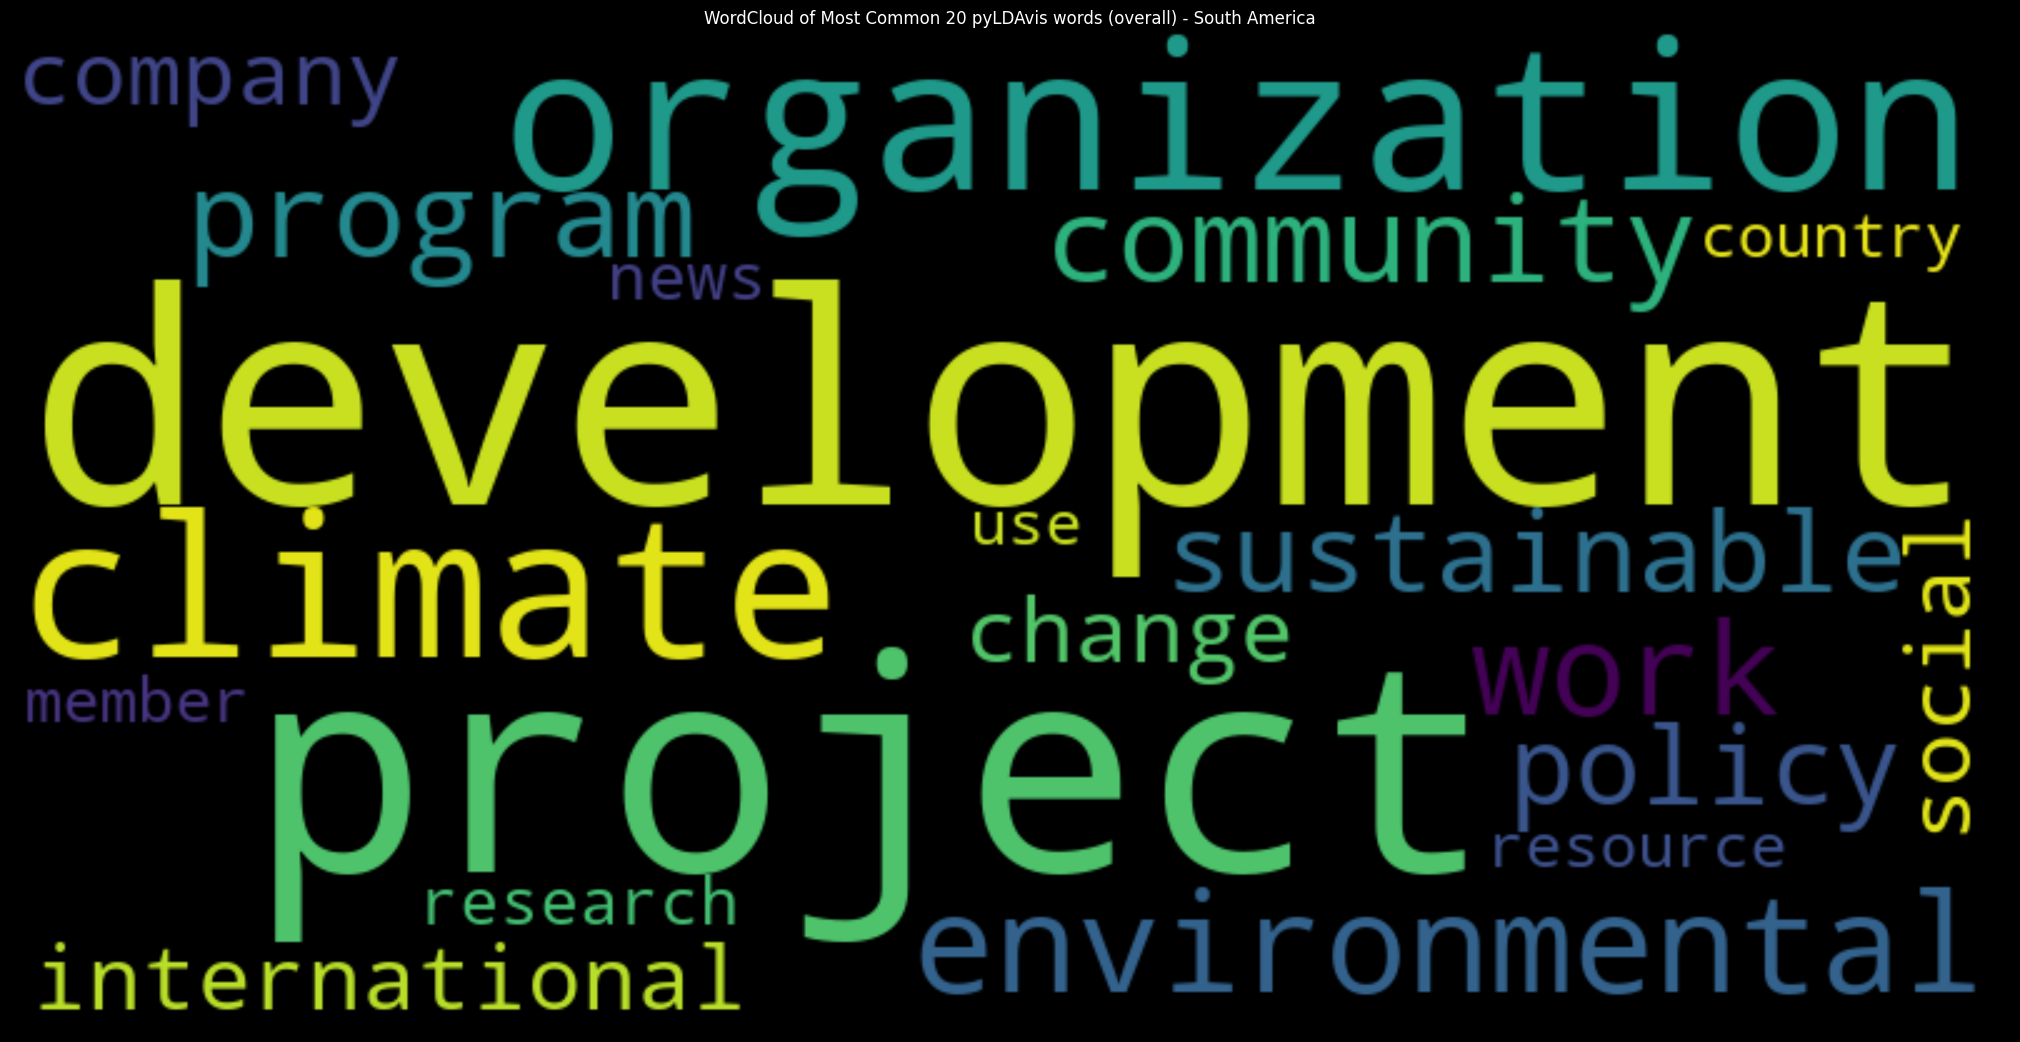 WordCloud of Most Common 20 pyLDAvis words (overall) - South America
company
organization
program
community
country
news
development
climate
use
sustainable
social
change
work
member
project
policy
resource
research
environmental
international